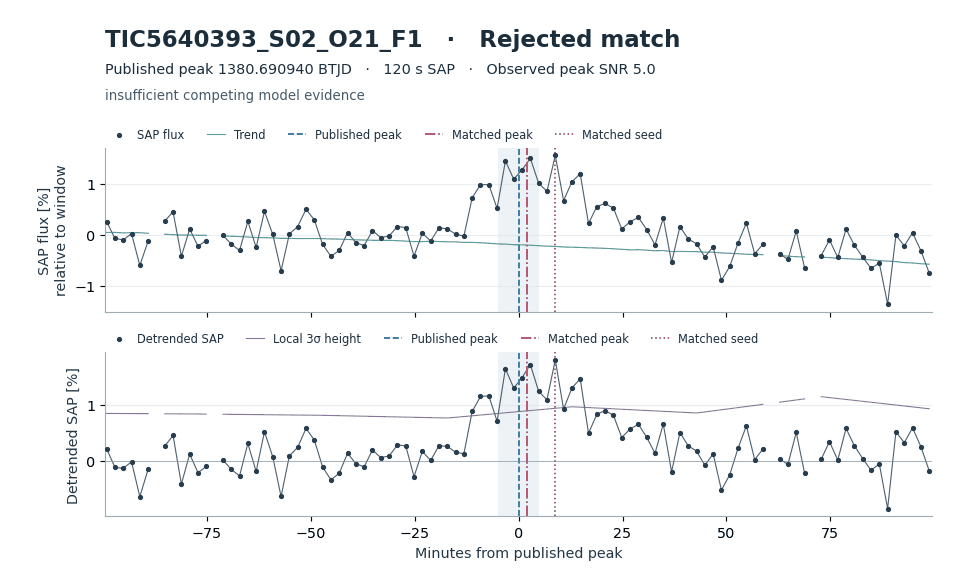 TIC5640393_S02_O21_F1 · Rejected match
Published peak 1380.690940 BTJD · 120 s SAP · Observed peak SNR 5.0
insufficient competing model evidence
SAP flux Trend Published peak Matched peak Matched seed
SAP flux [%]
relative to window
1
0
−1
Detrended SAP Local 3σ height Published peak Matched peak Matched seed
Detrended SAP [%]
1
0
−75 −50 −25 0 25 50 75
Minutes from published peak